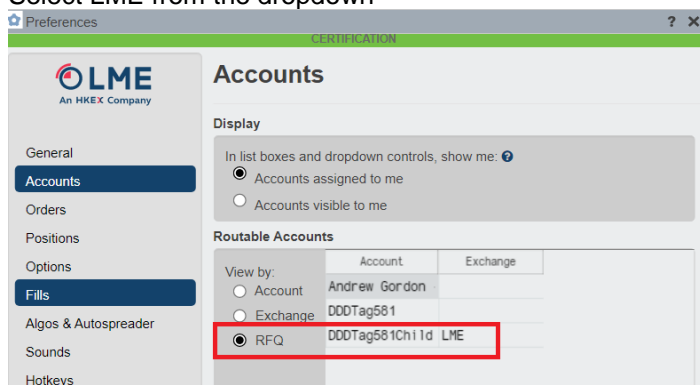 Select LME from the dropdown
Preferences ? ×
CERTIFICATION
LME
An HKEX Company
Accounts
Display
In list boxes and dropdown controls, show me: ?
Accounts assigned to me
Accounts visible to me
General
Accounts
Orders
Positions
Options
Fills
Algos & Autospreader
Sounds
Hotkeys
Routable Accounts
View by:
Account
Exchange
RFQ
Account Exchange
Andrew Gordon
DDDTag581
DDDTag581Child LME